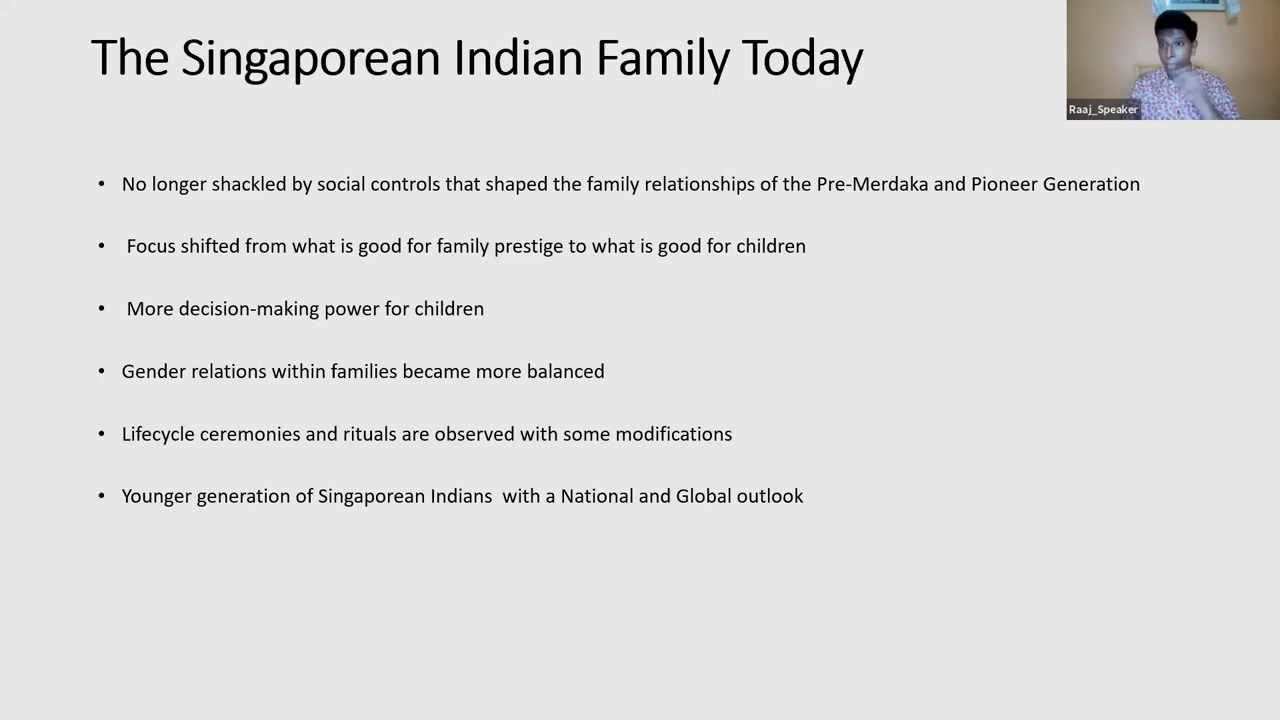 The Singaporean Indian Family Today
Raaj_Speaker
• No longer shackled by social controls that shaped the family relationships of the Pre-Merdaka and Pioneer Generation
• Focus shifted from what is good for family prestige to what is good for children
• More decision-making power for children
• Gender relations within families became more balanced
• Lifecycle ceremonies and rituals are observed with some modifications
• Younger generation of Singaporean Indians  with a National and Global outlook